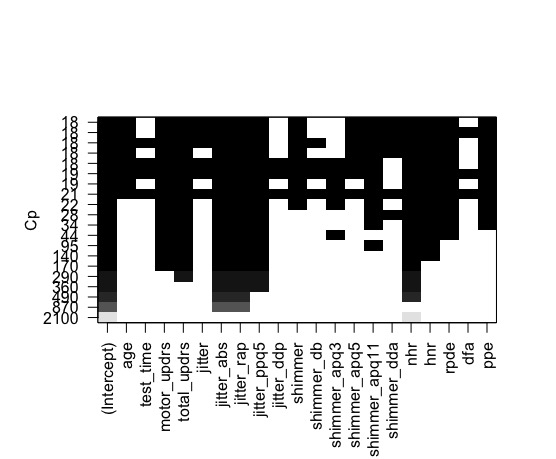 Cp
18
18
18
18
18
19
19
21
22
28
34
44
95
140
170
290
360
490
870
2100
(Intercept)
age
test_time
motor_updrs
total_updrs
jitter
jitter_abs
jitter_rap
jitter_ppq5
jitter_ddp
shimmer
shimmer_db
shimmer_apq3
shimmer_apq5
shimmer_apq11
shimmer_dda
nhr
hnr
rpde
dfa
ppe